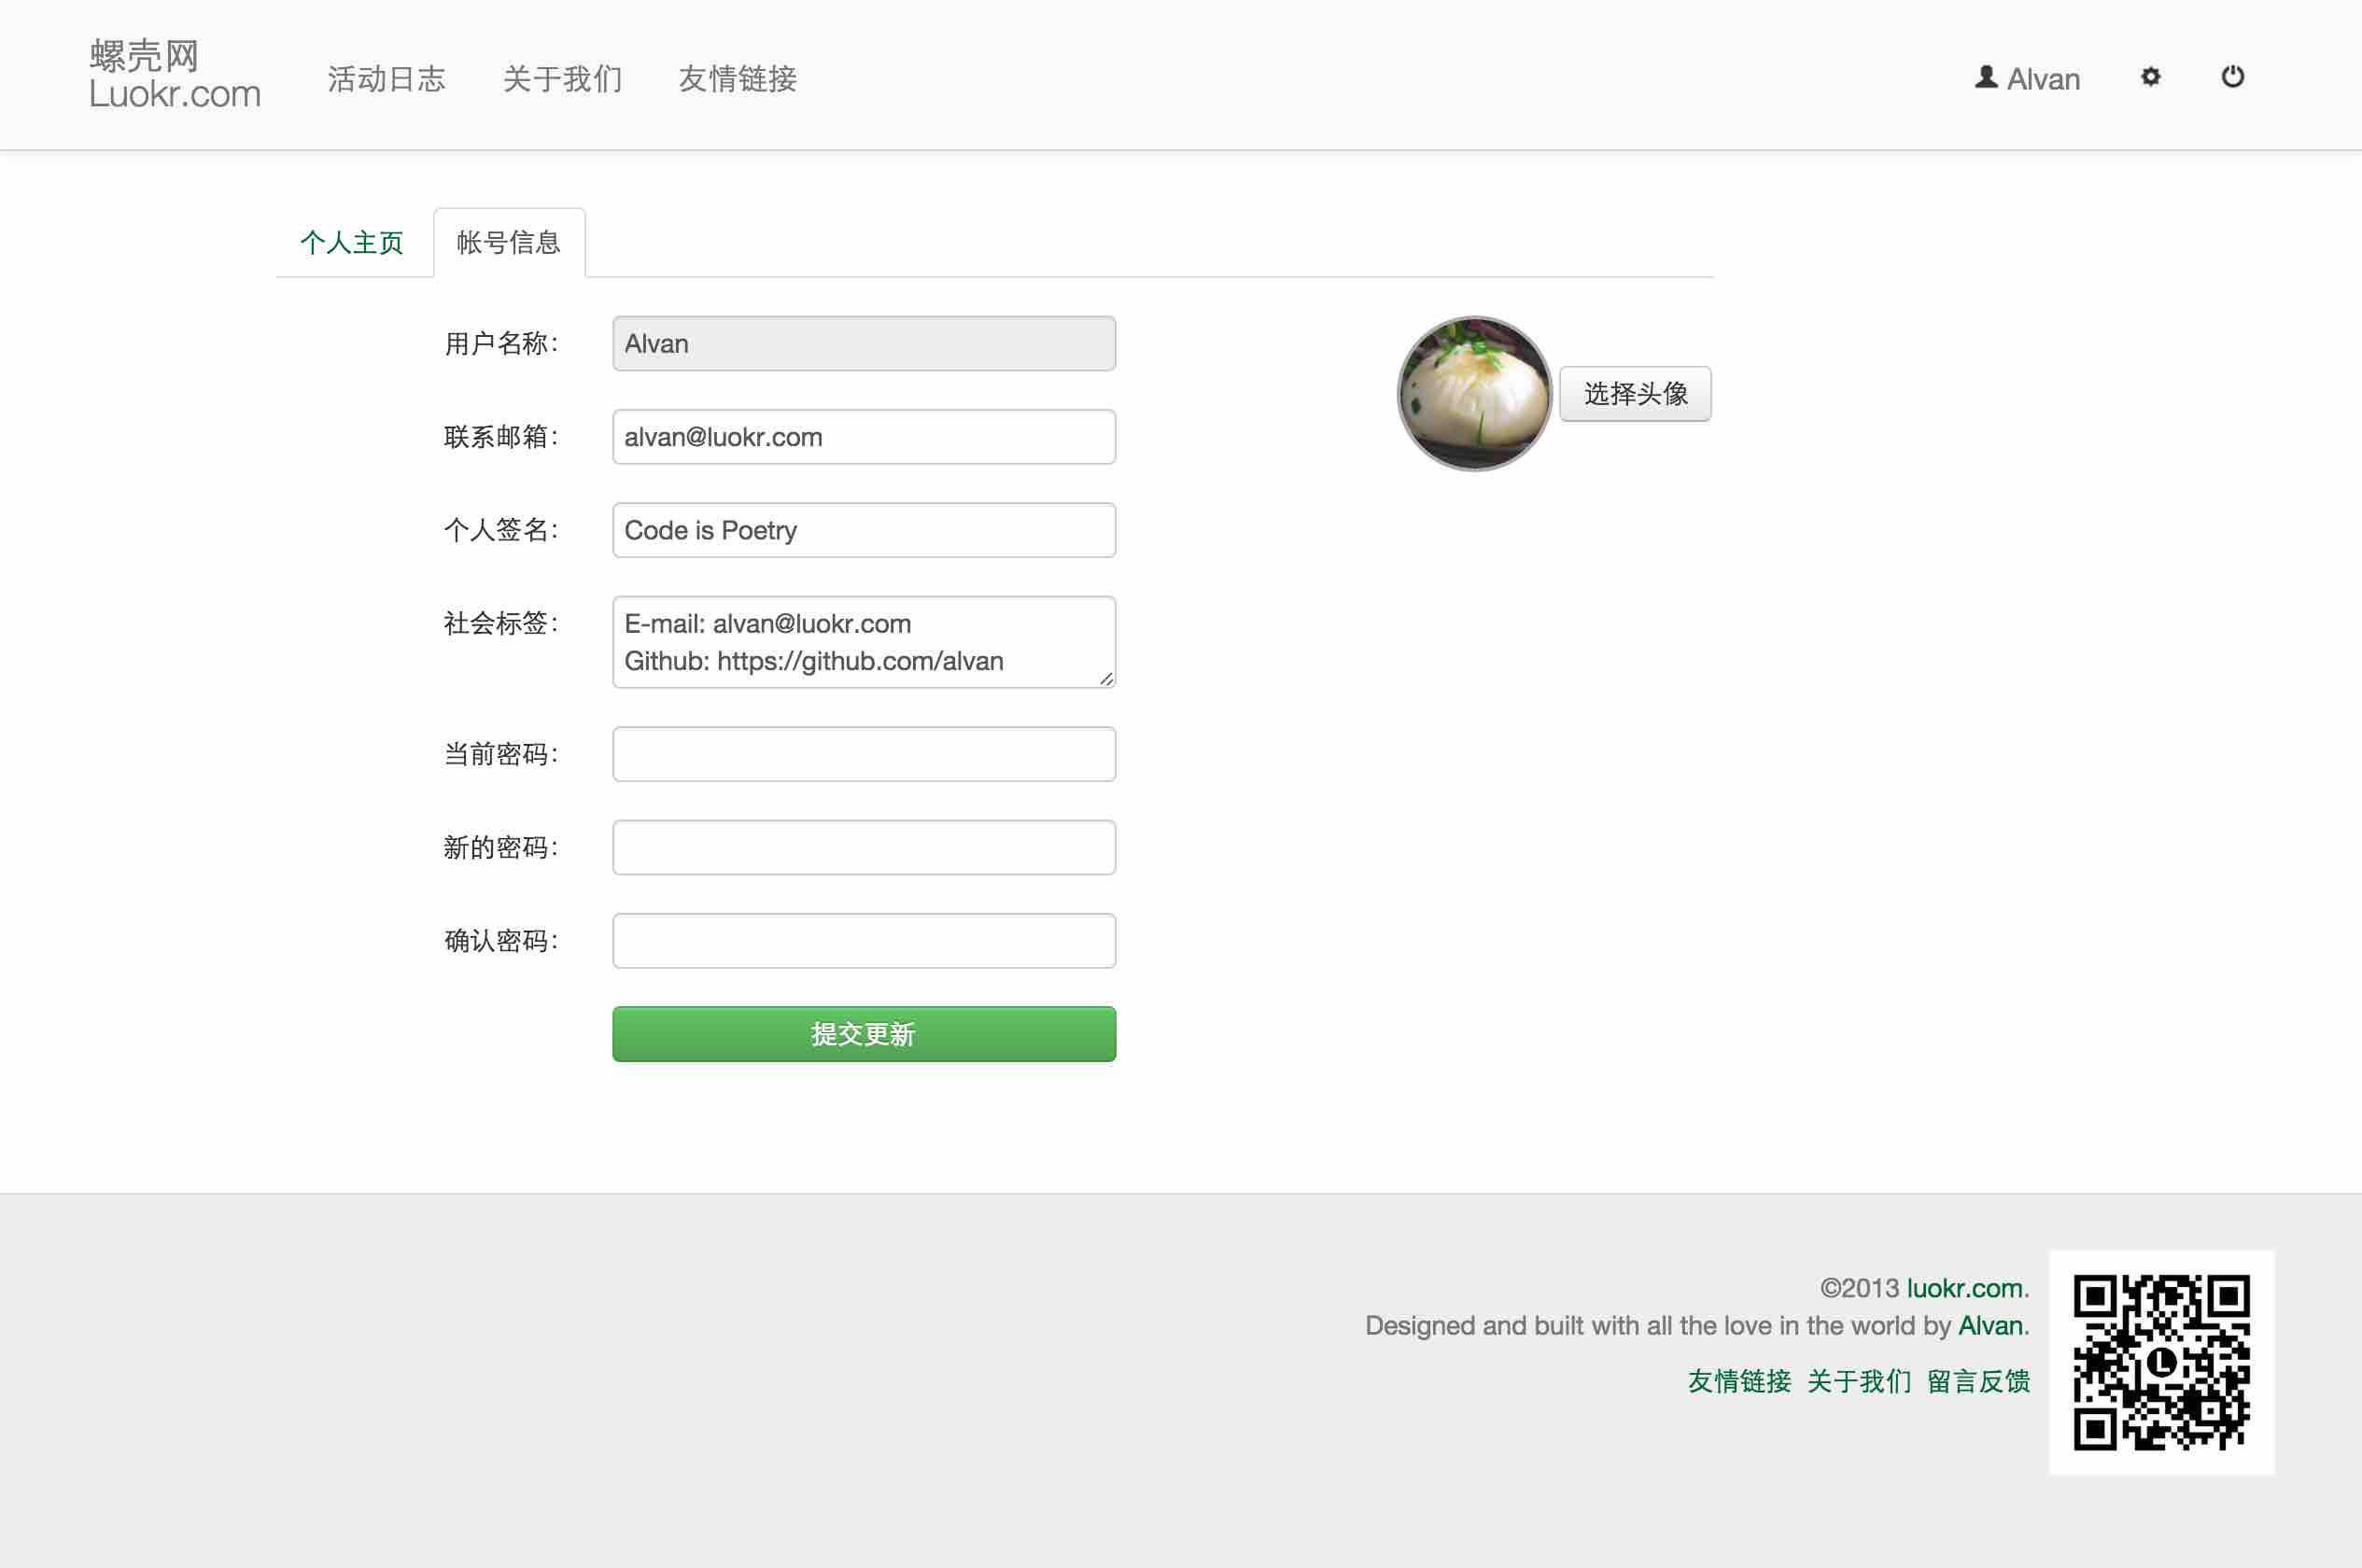 螺壳网
Luokr.com
活动日志
关于我们
友情链接
Alvan
个人主页
帐号信息
用户名称：
Alvan
选择头像
联系邮箱：
alvan@luokr.com
个人签名：
Code is Poetry
社会标签：
E-mail: alvan@luokr.com
Github: https://github.com/alvan
当前密码：
新的密码：
确认密码：
提交更新
©2013 luokr.com.
Designed and built with all the love in the world by Alvan.
友情链接 关于我们 留言反馈
L